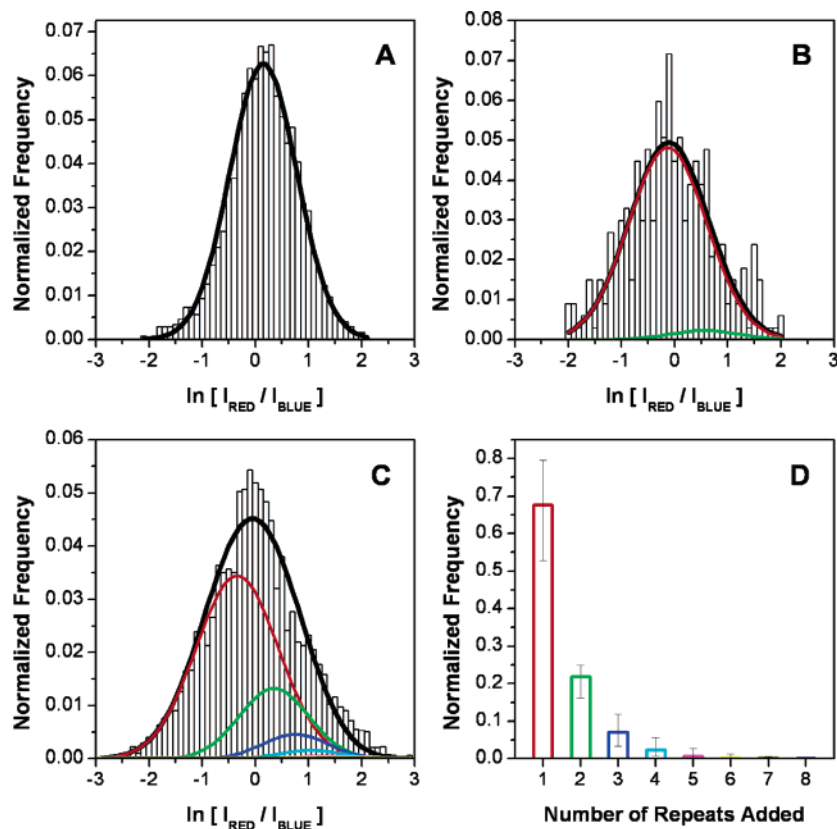 A
Normalized Frequency
0.07
0.06
0.05
0.04
0.03
0.02
0.01
0.00
-3 -2 -1 0 1 2 3
ln [ I_RED / I_BLUE ]
B
Normalized Frequency
0.08
0.07
0.06
0.05
0.04
0.03
0.02
0.01
0.00
-3 -2 -1 0 1 2 3
ln [ I_RED / I_BLUE ]
C
Normalized Frequency
0.06
0.05
0.04
0.03
0.02
0.01
0.00
-3 -2 -1 0 1 2 3
ln [ I_RED / I_BLUE ]
D
Normalized Frequency
0.8
0.7
0.6
0.5
0.4
0.3
0.2
0.1
0.0
1 2 3 4 5 6 7 8
Number of Repeats Added